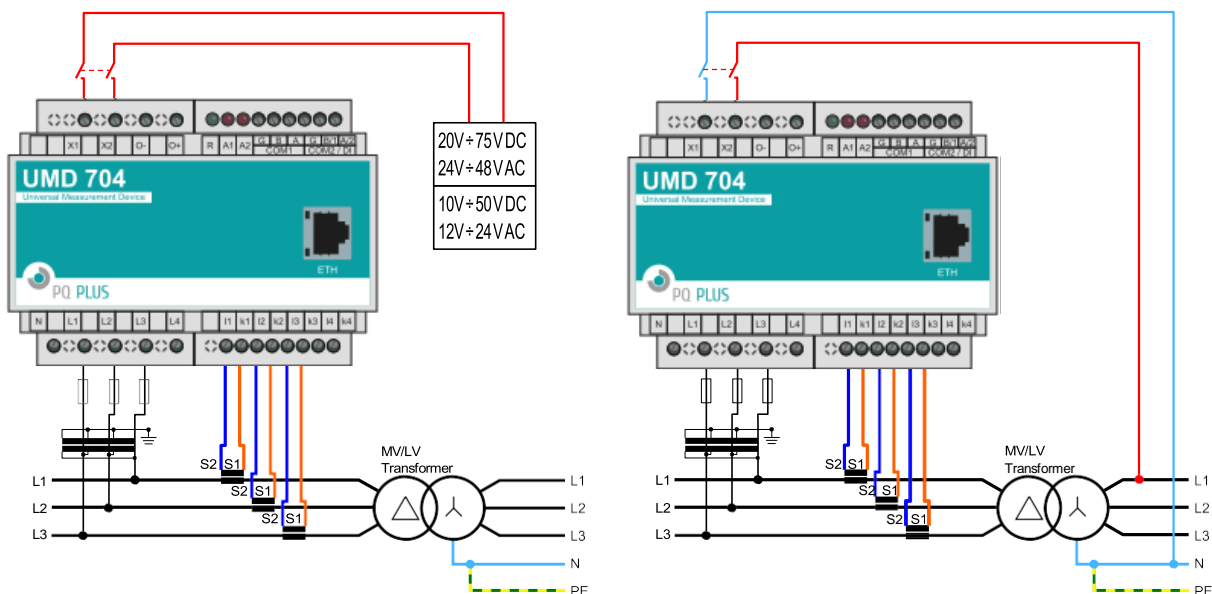 X1 X2 O- O+ R A1 A2 G B A G B/1 A/2
COM1 COM2 / DI
UMD 704
Universal Measurement Device
ETH
PQ PLUS
N L1 L2 L3 L4 I1 k1 I2 k2 I3 k3 I4 k4
20V÷75VDC
24V÷48VAC
10V÷50VDC
12V÷24VAC
S2 S1
S2 S1
S2 S1
MV/LV
Transformer
L1
L2
L3
L1
L2
L3
N
PE
X1 X2 O- O+ R A1 A2 G B A G B/1 A/2
COM1 COM2 / DI
UMD 704
Universal Measurement Device
ETH
PQ PLUS
N L1 L2 L3 L4 I1 k1 I2 k2 I3 k3 I4 k4
S2 S1
S2 S1
S2 S1
MV/LV
Transformer
L1
L2
L3
L1
L2
L3
N
PE